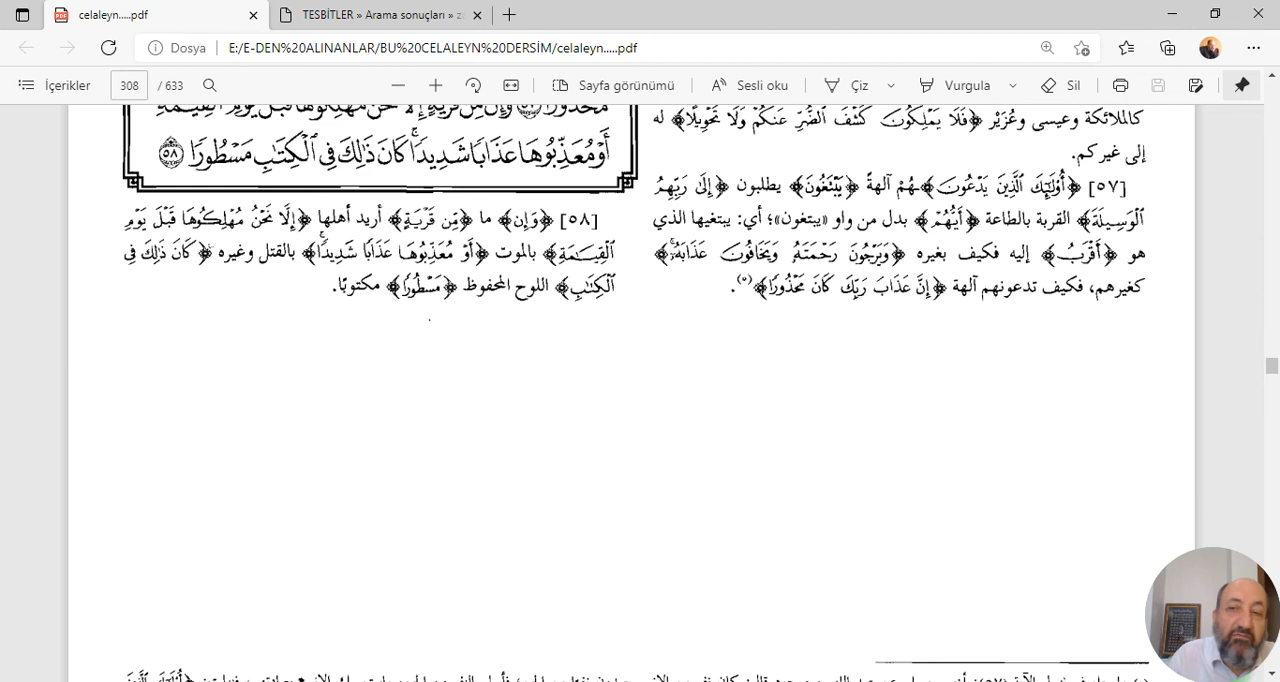 celaleyn.....pdf
TESBİTLER » Arama sonuçları » z
Dosya
E:/E-DEN%20ALINANLAR/BU%20CELALEYN%20DERSİM/celaleyn.....pdf
İçerikler
308
/ 633
Sayfa görünümü
Sesli oku
Çiz
Vurgula
Sil
كالملائكة وعيسى وعُزَيْر ﴿فَلَا يَمْلِكُونَ كَشْفَ ٱلضُّرِّ عَنكُمْ وَلَا تَحْوِيلًا﴾ له
إلى غيركم.
[٥٧] ﴿أُوْلَٰٓئِكَ ٱلَّذِينَ يَدْعُونَ﴾ـهُمْ آلهةً ﴿يَبْتَغُونَ﴾ يطلبون ﴿إِلَىٰ رَبِّهِمُ
ٱلْوَسِيلَةَ﴾ القربة بالطاعة ﴿أَيُّهُمْ﴾ بدل من واو «يبتغون»؛ أي: يبتغيها الذي
هو ﴿أَقْرَبُ﴾ إليه فكيف بغيره ﴿وَيَرْجُونَ رَحْمَتَهُۥ وَيَخَافُونَ عَذَابَهُۥٓ﴾
كغيرهم، فكيف تدعونهم آلهة ﴿إِنَّ عَذَابَ رَبِّكَ كَانَ مَحْذُورًا﴾(٥).
أَوْ مُعَذِّبُوهَا عَذَابًا شَدِيدًا كَانَ ذَٰلِكَ فِي ٱلْكِتَٰبِ مَسْطُورًا ٥٨
[٥٨] ﴿وَإِن﴾ ما ﴿مِّن قَرْيَةٍ﴾ أريد أهلها ﴿إِلَّا نَحْنُ مُهْلِكُوهَا قَبْلَ يَوْمِ
ٱلْقِيَٰمَةِ﴾ بالموت ﴿أَوْ مُعَذِّبُوهَا عَذَابًا شَدِيدًا﴾ بالقتل وغيره ﴿كَانَ ذَٰلِكَ فِى
ٱلْكِتَٰبِ﴾ اللوح المحفوظ ﴿مَسْطُورًا﴾ مكتوبًا.